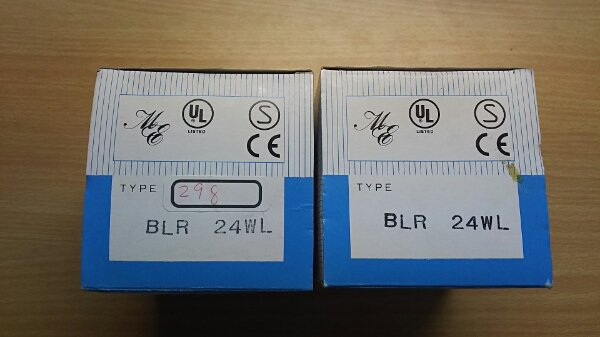 ME
UL
LISTED
S
CE
TYPE
298
BLR 24WL
ME
UL
LISTED
S
CE
TYPE
BLR 24WL